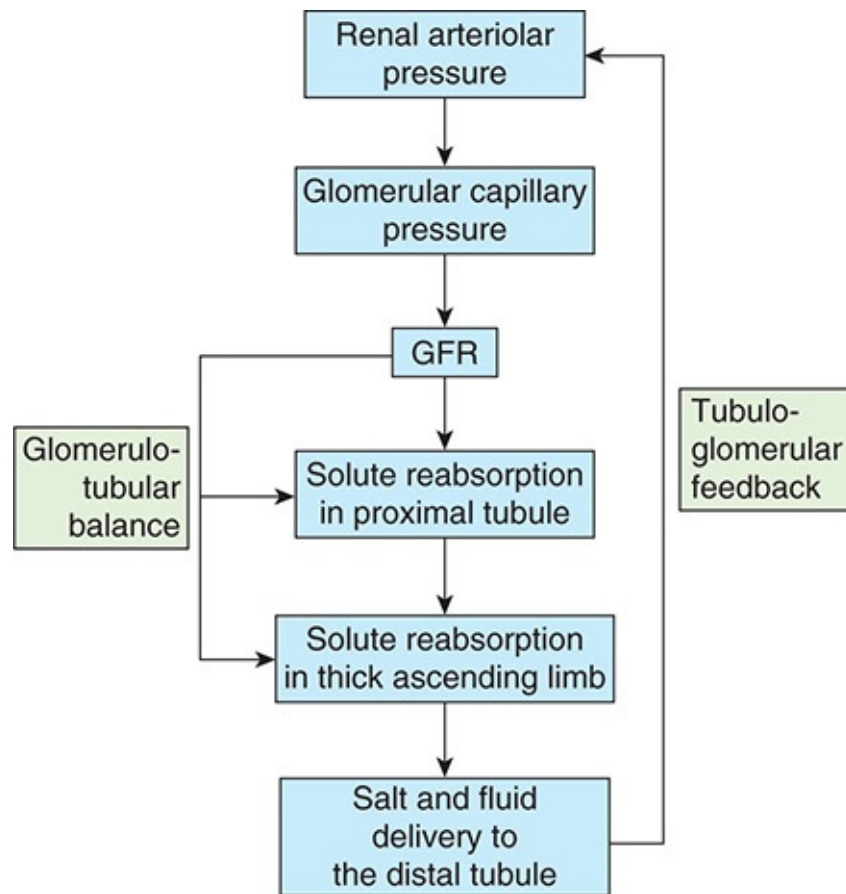 Renal arteriolar
pressure
Glomerular capillary
pressure
GFR
Glomerulo-
tubular
balance
Tubulo-
glomerular
feedback
Solute reabsorption
in proximal tubule
Solute reabsorption
in thick ascending limb
Salt and fluid
delivery to
the distal tubule